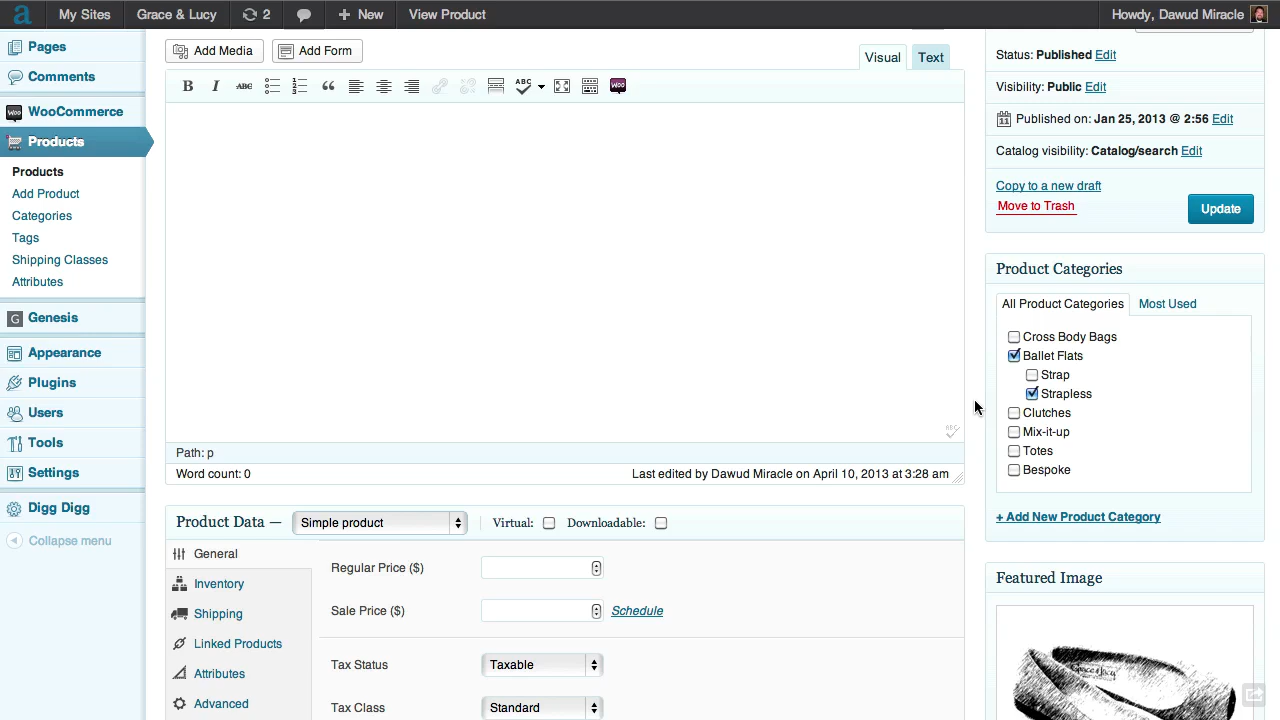 My Sites
Grace & Lucy
2
New
View Product
Howdy, Dawud Miracle
Pages
Comments
WooCommerce
Products
Products
Add Product
Categories
Tags
Shipping Classes
Attributes
Genesis
Appearance
Plugins
Users
Tools
Settings
Digg Digg
Collapse menu
Add Media
Add Form
Visual
Text
B
I
ABC
ABC
Woo
ABC
Path: p
Word count: 0
Last edited by Dawud Miracle on April 10, 2013 at 3:28 am
Product Data —
Simple product
Virtual:
Downloadable:
General
Inventory
Shipping
Linked Products
Attributes
Advanced
Regular Price ($)
Sale Price ($)
Schedule
Tax Status
Taxable
Tax Class
Standard
Status: Published Edit
Visibility: Public Edit
Published on: Jan 25, 2013 @ 2:56 Edit
Catalog visibility: Catalog/search Edit
Copy to a new draft
Move to Trash
Update
Product Categories
All Product Categories
Most Used
Cross Body Bags
Ballet Flats
Strap
Strapless
Clutches
Mix-it-up
Totes
Bespoke
+ Add New Product Category
Featured Image